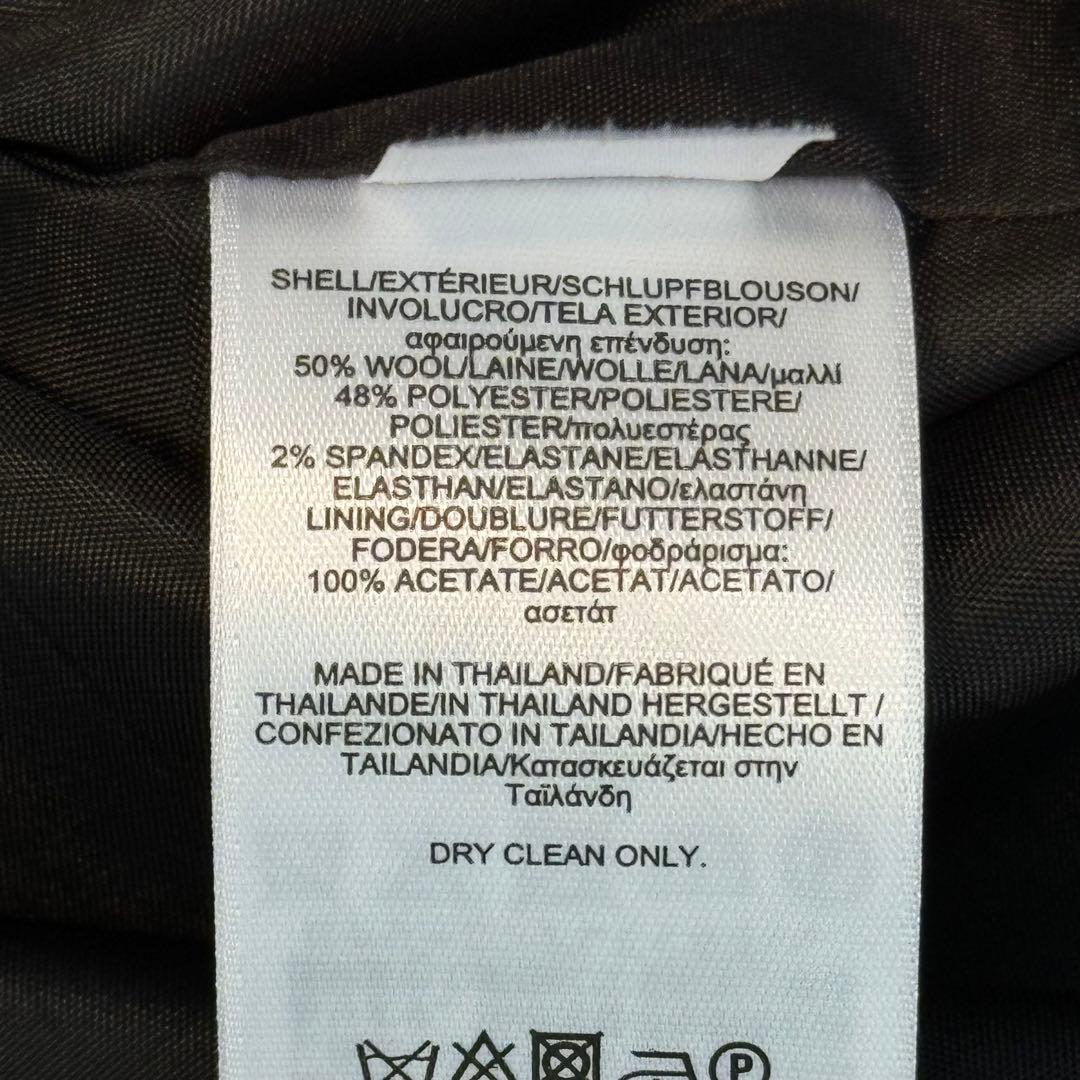 SHELL/EXTÉRIEUR/SCHLUPFBLOUSON/
INVOLUCRO/TELA EXTERIOR/
αφαιρούμενη επένδυση:
50% WOOL/LAINE/WOLLE/LANA/μαλλί
48% POLYESTER/POLIESTERE/
POLIESTER/πολυεστέρας
2% SPANDEX/ELASTANE/ELASTHANNE/
ELASTHAN/ELASTANO/ελαστάνη
LINING/DOUBLURE/FUTTERSTOFF/
FODERA/FORRO/φοδράρισμα:
100% ACETATE/ACETAT/ACETATO/
ασετάτ
MADE IN THAILAND/FABRIQUÉ EN
THAILANDE/IN THAILAND HERGESTELLT /
CONFEZIONATO IN TAILANDIA/HECHO EN
TAILANDIA/Κατασκευάζεται στην
Ταϊλάνδη
DRY CLEAN ONLY.
P